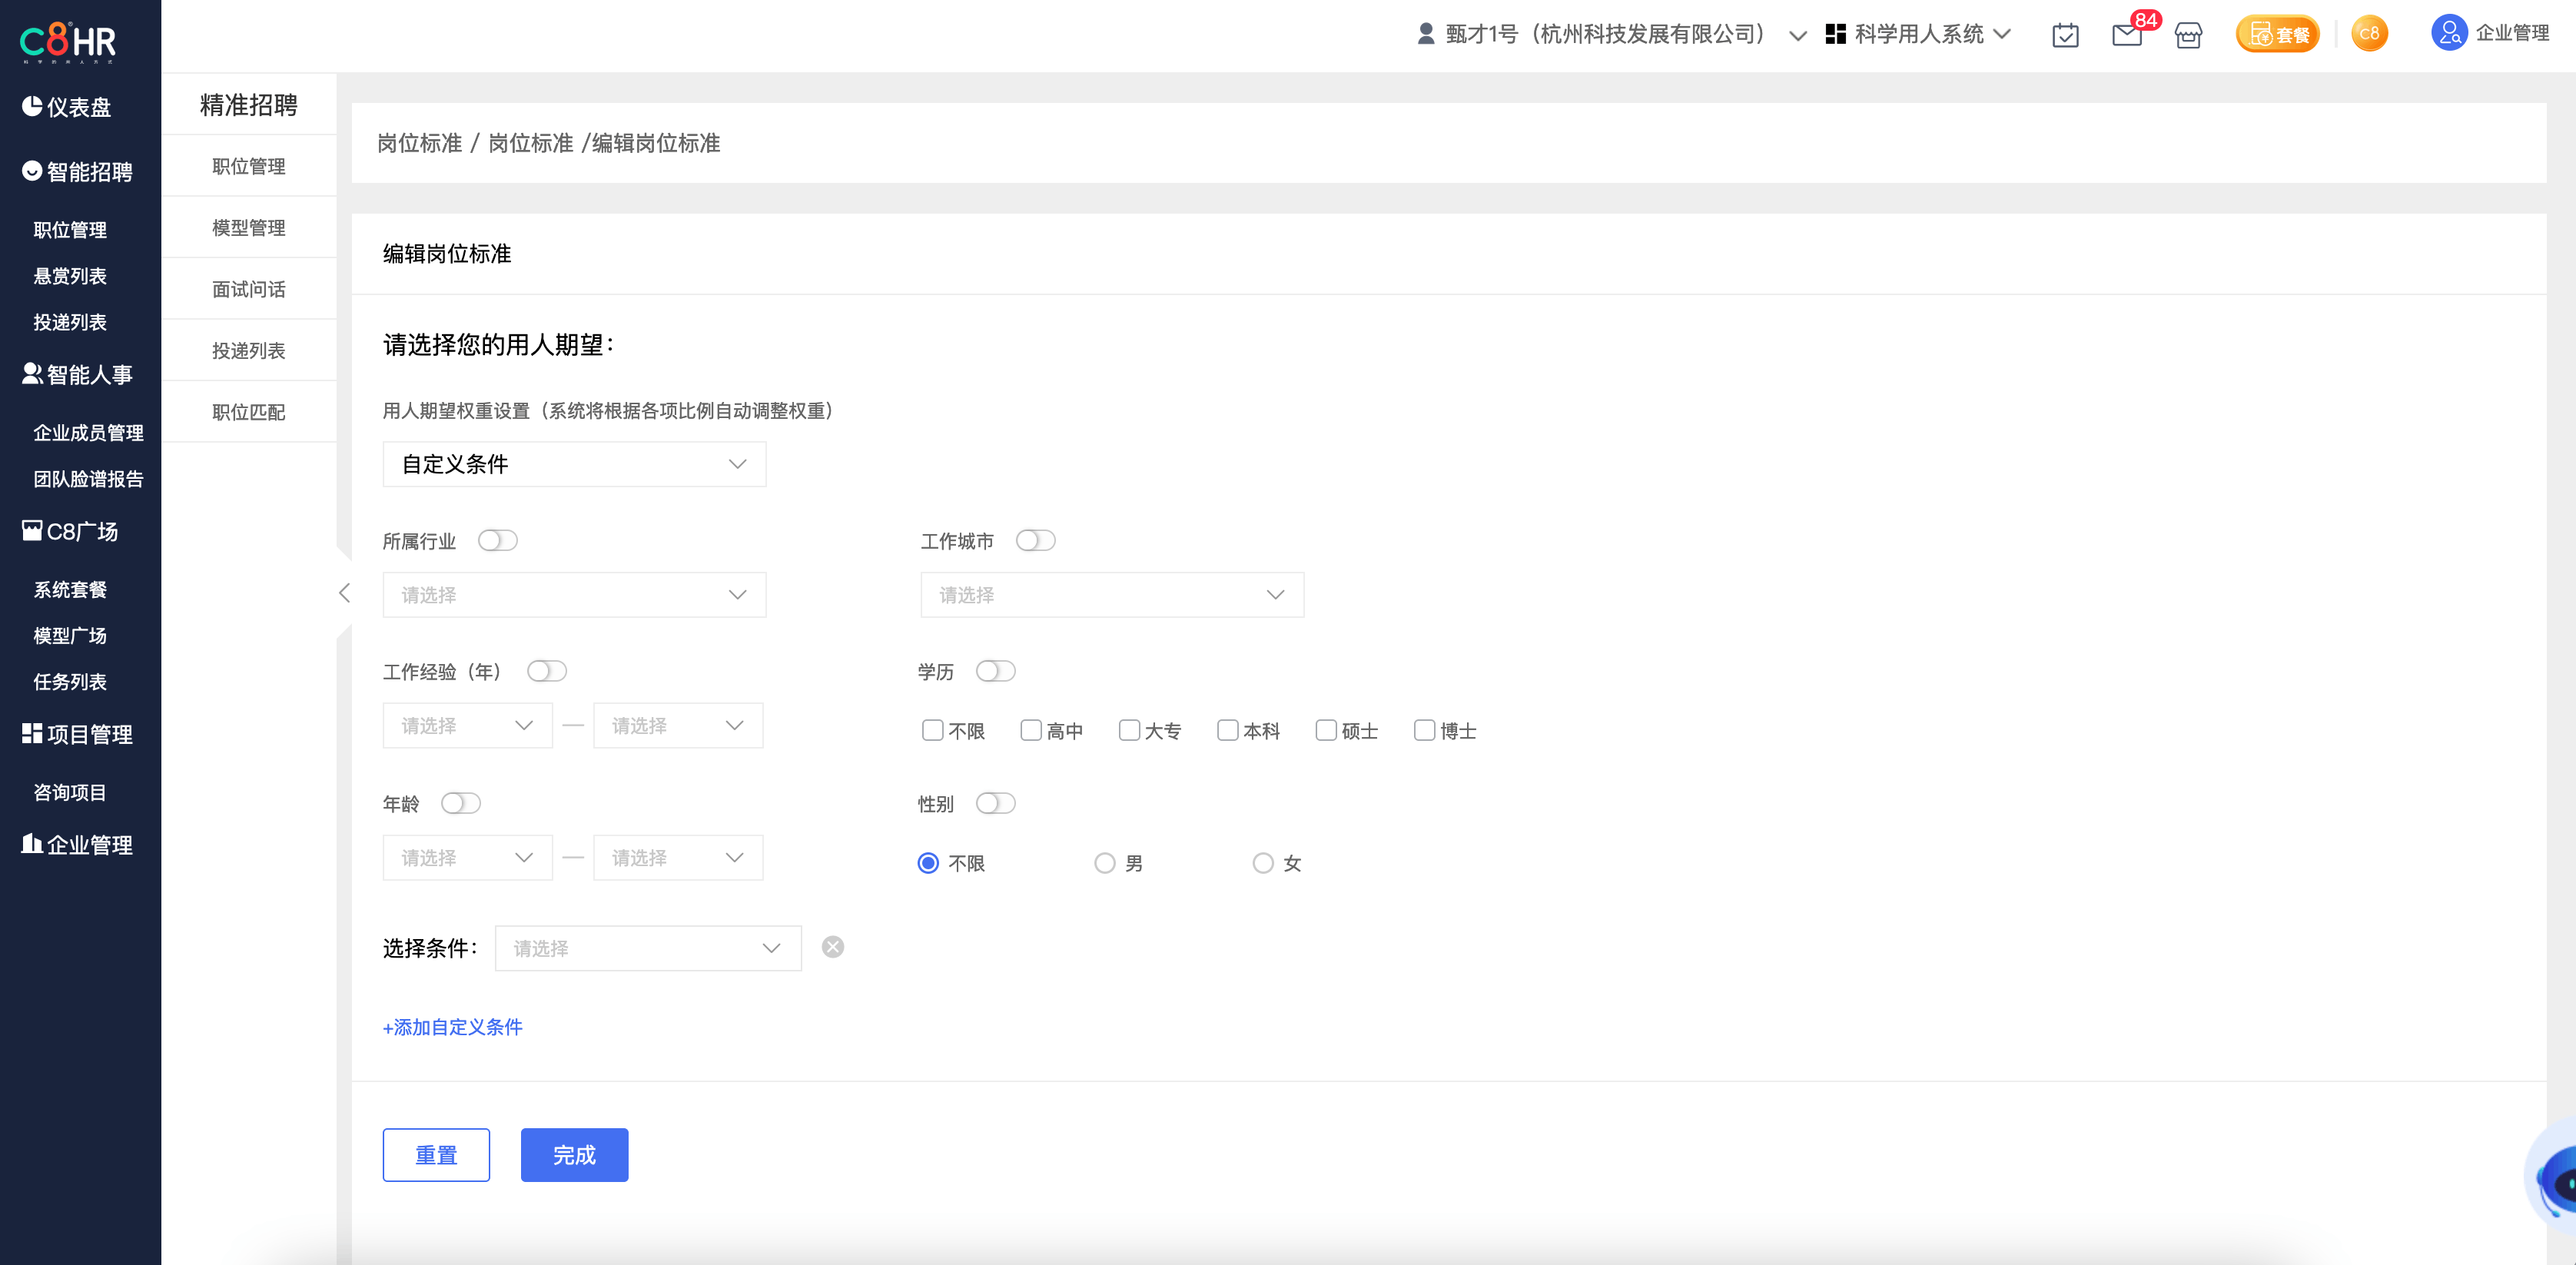 C8HR
科学的用人方式
甄才1号（杭州科技发展有限公司）
科学用人系统
84
套餐
C8
企业管理
仪表盘
智能招聘
职位管理
悬赏列表
投递列表
智能人事
企业成员管理
团队脸谱报告
C8广场
系统套餐
模型广场
任务列表
项目管理
咨询项目
企业管理
精准招聘
职位管理
模型管理
面试问话
投递列表
职位匹配
岗位标准 / 岗位标准 /编辑岗位标准
编辑岗位标准
请选择您的用人期望：
用人期望权重设置（系统将根据各项比例自动调整权重）
自定义条件
所属行业 工作城市
请选择 请选择
工作经验（年） 学历
请选择 — 请选择 不限 高中 大专 本科 硕士 博士
年龄 性别
请选择 — 请选择 不限 男 女
选择条件： 请选择
+添加自定义条件
重置 完成